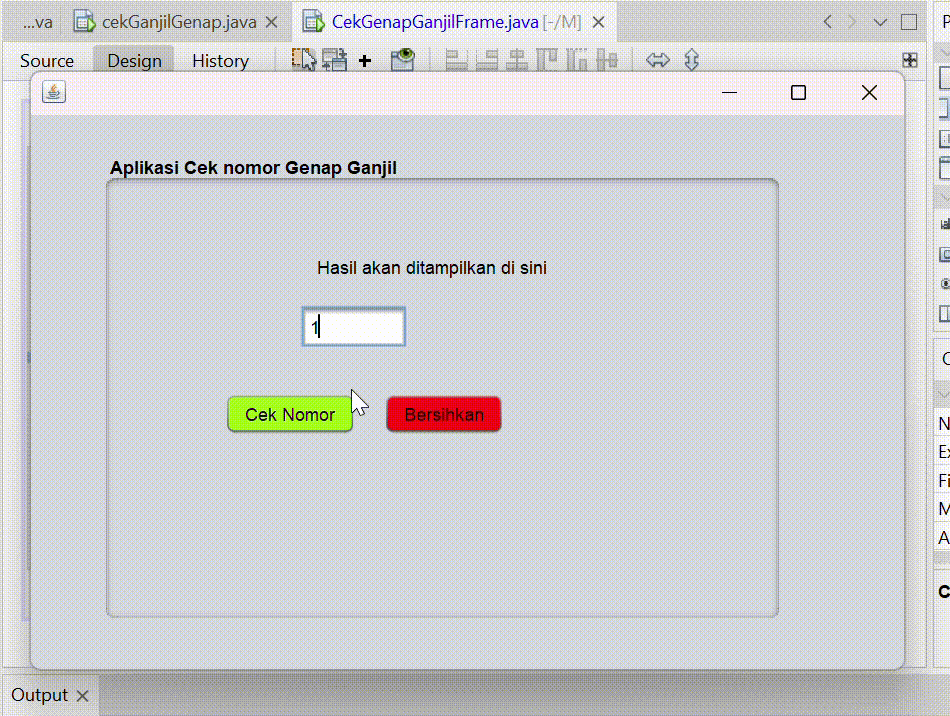 ...va cekGanjilGenap.java CekGenapGanjilFrame.java [-/M]
Source Design History
Aplikasi Cek nomor Genap Ganjil
Hasil akan ditampilkan di sini
1
Cek Nomor Bersihkan
Output